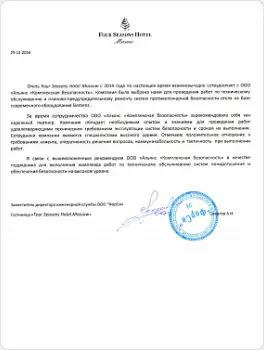 FOUR SEASONS HOTEL
Moscow
29.12.2016
Отель Four Seasons Hotel Moscow с 2014 года по настоящее время взаимовыгодно сотрудничает с ООО
«Альянс «Комплексная безопасность». Компания была выбрана нами для проведения работ по техническому
обслуживанию и планово-предупредительному ремонту систем противопожарной безопасности отеля на базе
современного оборудования Siemens.
За время сотрудничества ООО «Альянс «Комплексная безопасность» зарекомендовала себя как
надежный партнер. Компания обладает необходимым опытом и знаниями для проведения работ
удовлетворяющими техническим требованиям эксплуатации систем безопасности и сроков их выполнения.
Сотрудники компании являются специалистами высокого уровня. Отмечаем положительное отношение к
требованиям клиента, оперативность решения вопросов, коммуникабельность и тактичность при выполнении
работ.
В связи с вышеизложенным рекомендуем ООО «Альянс «Комплексная безопасность» в качестве
подрядчика для выполнения комплекса работ по техническому обслуживанию систем пожаротушения и
обеспечения безопасности на высоком уровне.
Заместитель директора инженерной службы ООО
Гостиница «Four Seasons Hotel Moscow»